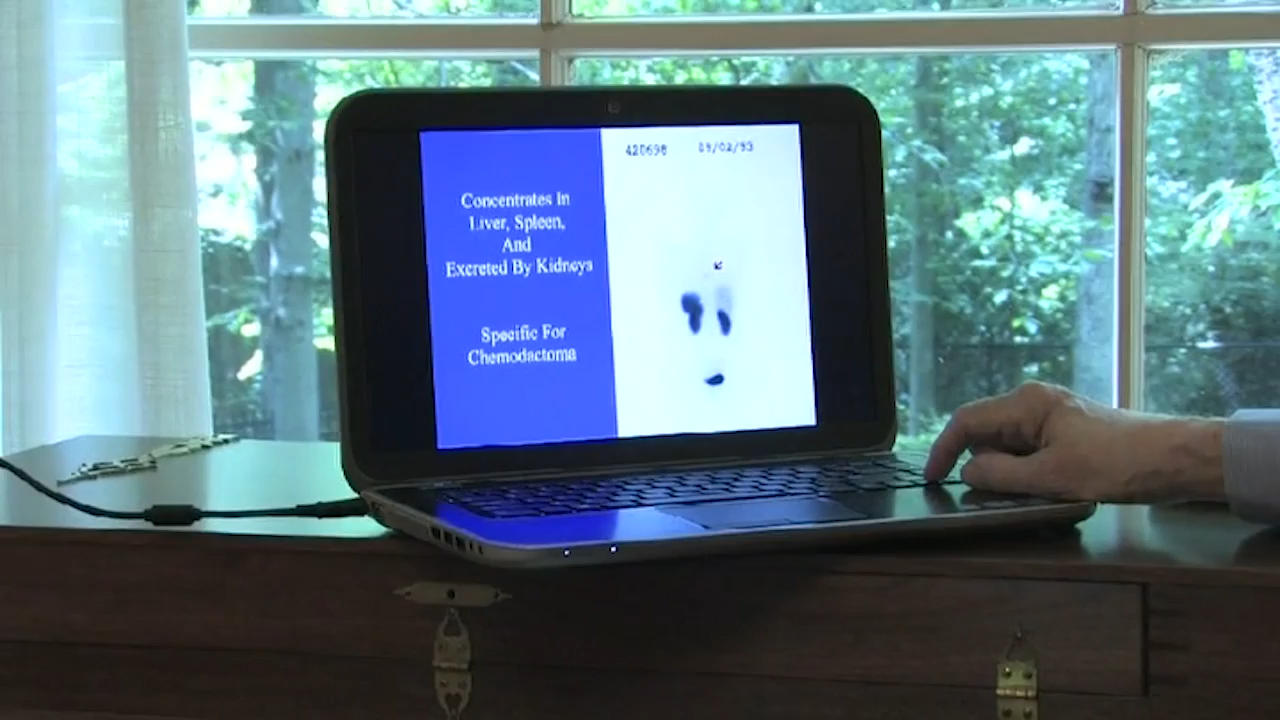 Concentrates In
Liver, Spleen,
And
Excreted By Kidneys
Specific For
Chemodactoma
420698 09/02/93